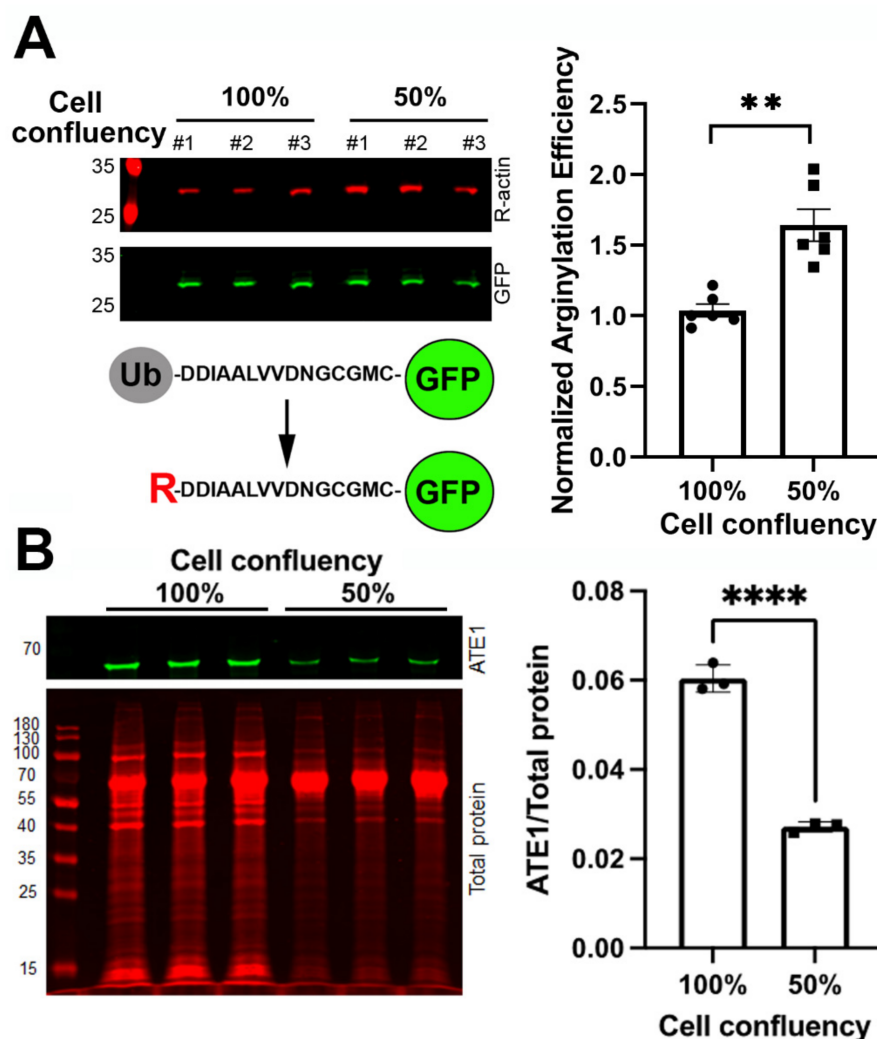 A
Cell
confluency
100% 50%
#1 #2 #3 #1 #2 #3
35
25
R-actin
35
25
GFP
Ub -DDIAALVVDNGCGMC- GFP
R-DDIAALVVDNGCGMC- GFP
Normalized Arginylation Efficiency
2.5
2.0
1.5
1.0
0.5
0.0
**
100% 50%
Cell confluency
B
Cell confluency
100% 50%
70
ATE1
180
130
100
70
55
40
35
25
15
Total protein
ATE1/Total protein
0.08
0.06
0.04
0.02
0.00
****
100% 50%
Cell confluency